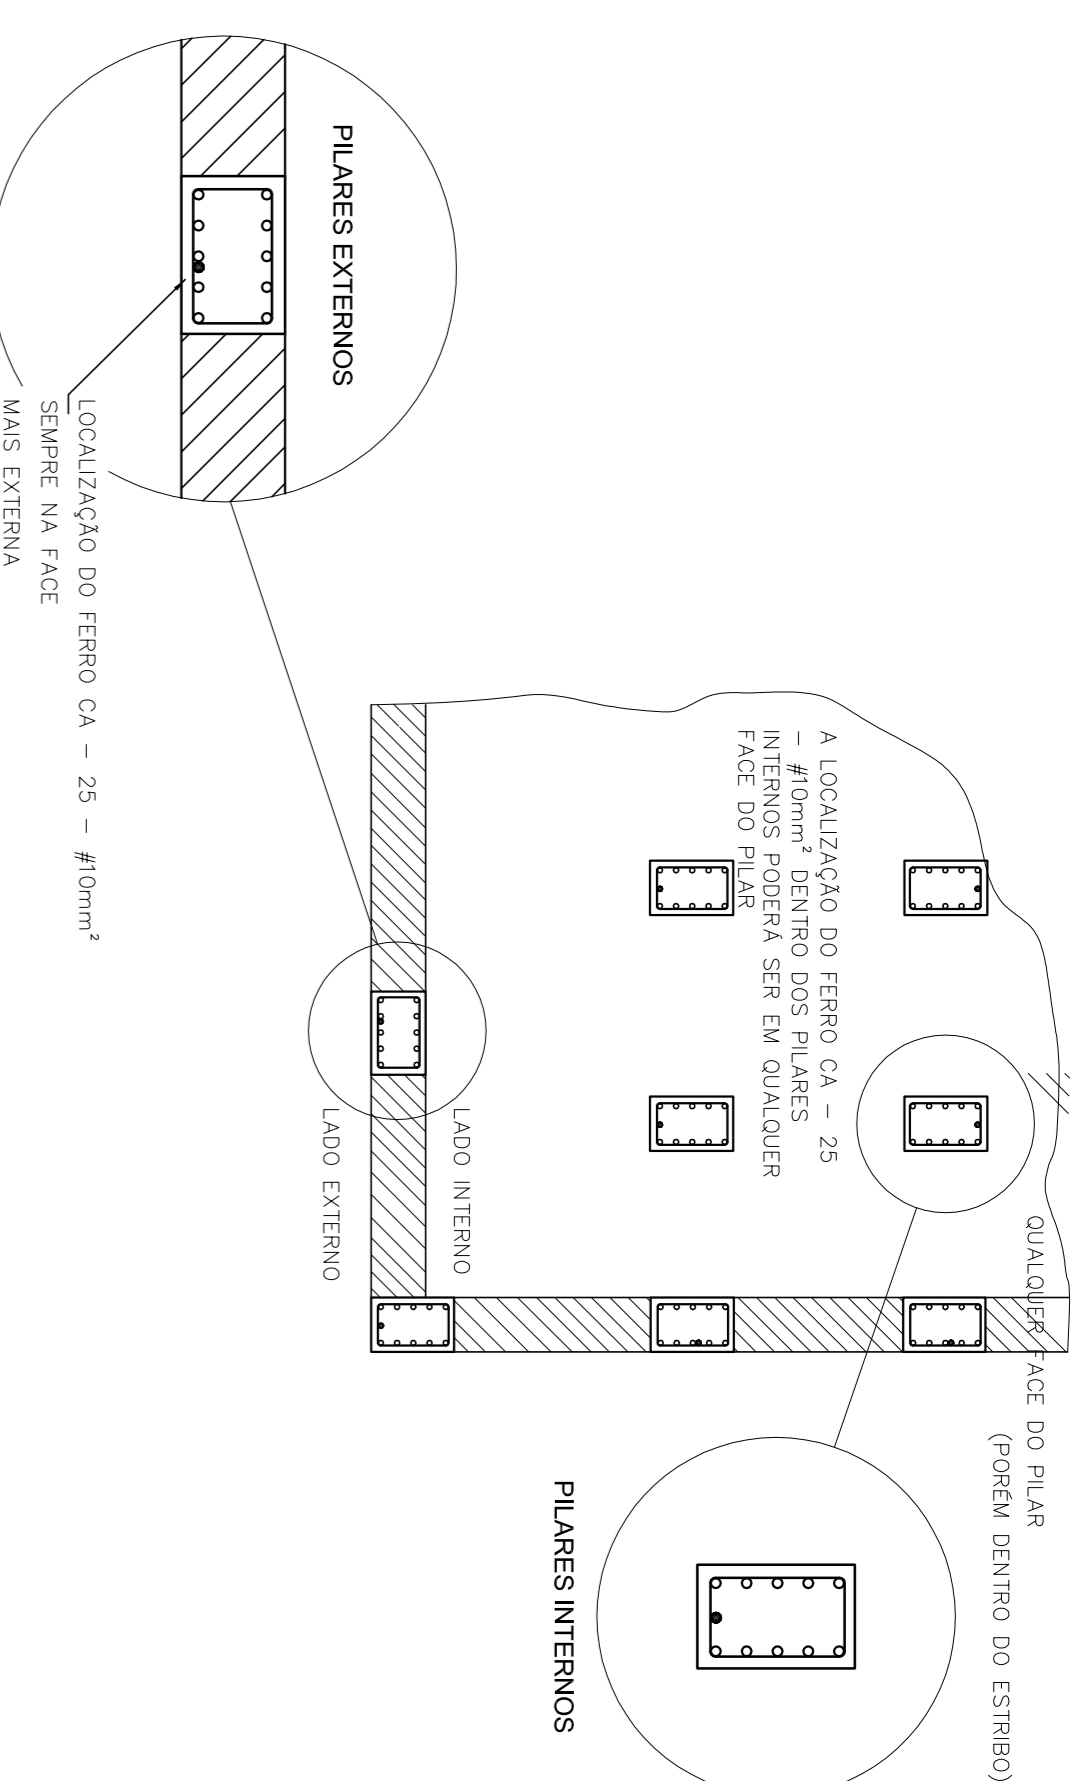 PILARES EXTERNOS
LOCALIZAÇÃO DO FERRO CA - 25 - #10mm²
SEMPRE NA FACE
MAIS EXTERNA
A LOCALIZAÇÃO DO FERRO CA - 25
- #10mm² DENTRO DOS PILARES
INTERNOS PODERÁ SER EM QUALQUER
FACE DO PILAR
LADO INTERNO
LADO EXTERNO
QUALQUER FACE DO PILAR
(PORÉM DENTRO DO ESTRIBO)
PILARES INTERNOS